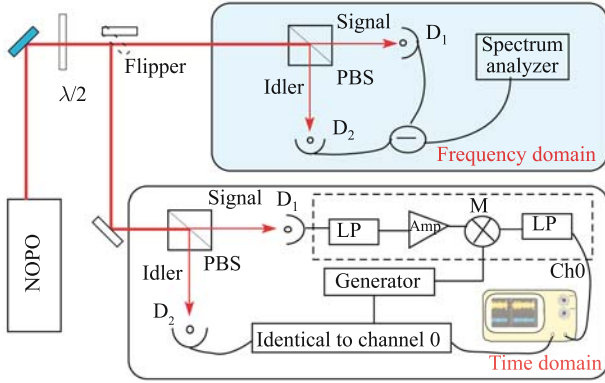 Signal
D1
Spectrum
analyzer
Flipper
λ/2
PBS
Idler
D2
Frequency domain
NOPO
Signal
D1
M
LP
Amp
LP
PBS
Idler
Ch0
Generator
D2
Identical to channel 0
Time domain